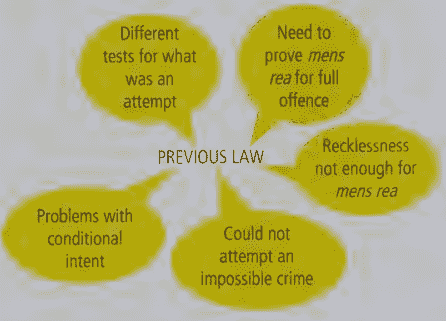 Different
tests for what
was an
attempt
Need to
prove mens
rea for full
offence
PREVIOUS LAW
Recklessness
not enough for
mens rea
Problems with
conditional
intent
Could not
attempt an
impossible crime